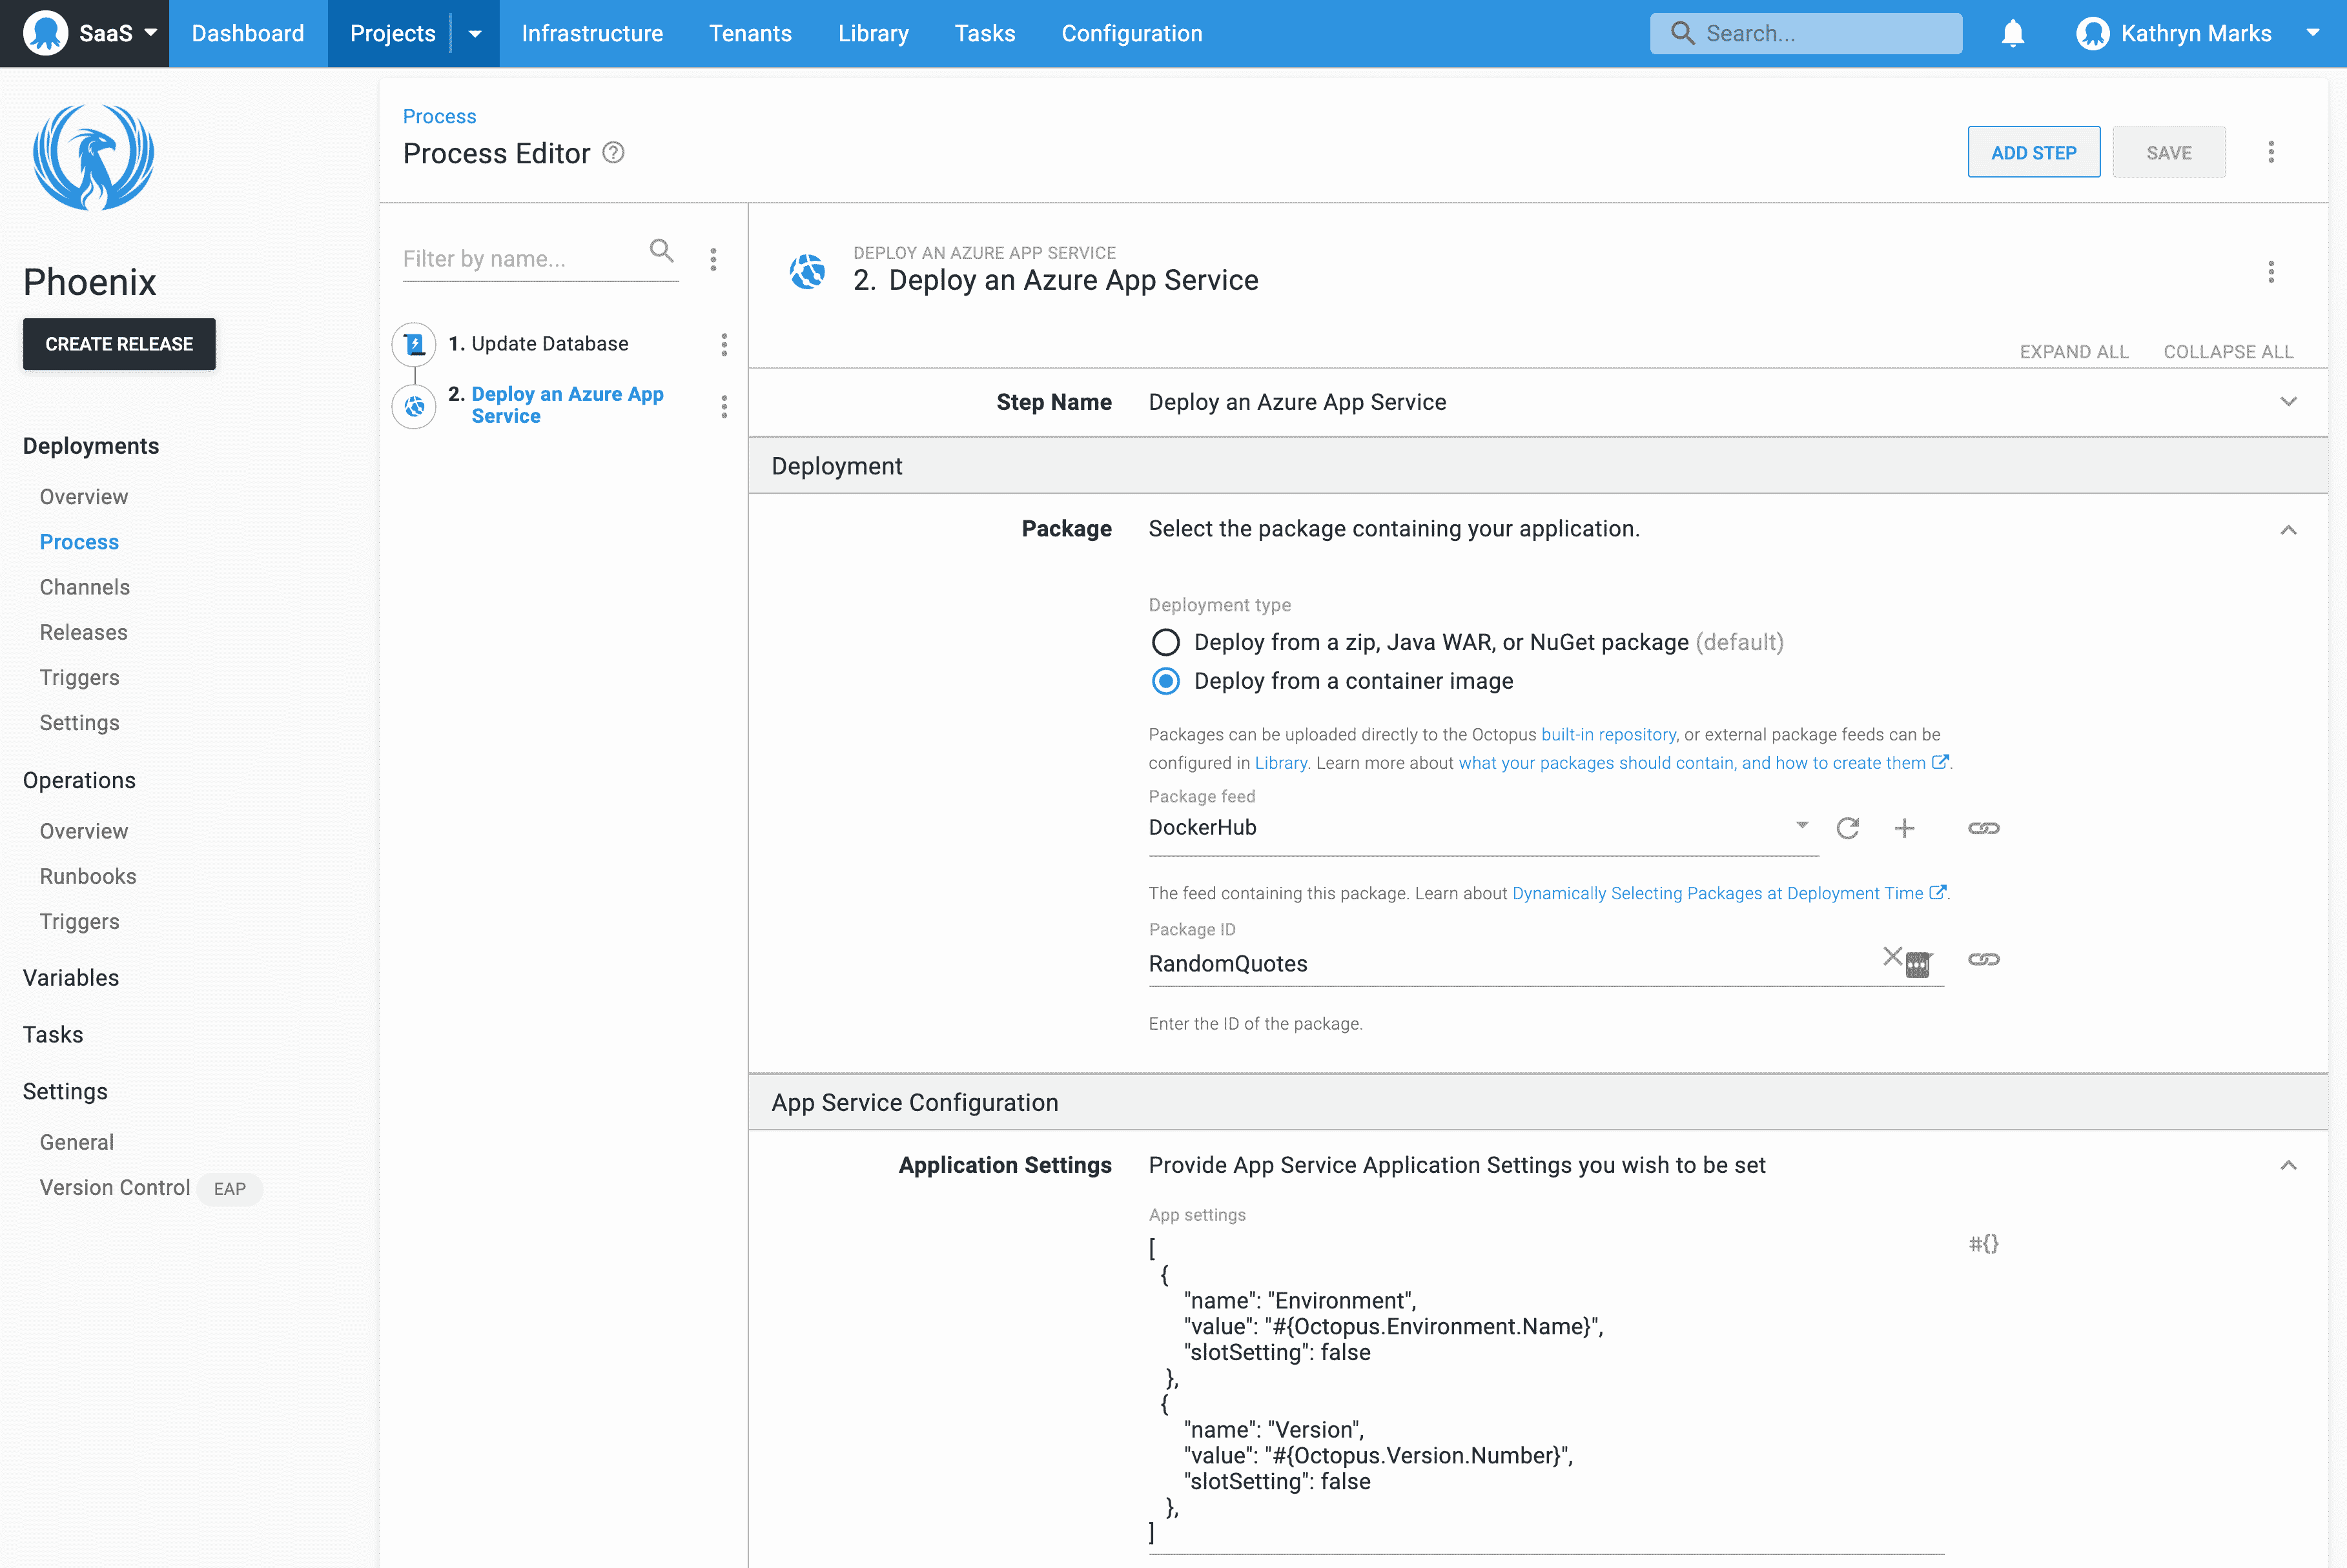 SaaS
Dashboard
Projects
Infrastructure
Tenants
Library
Tasks
Configuration
Search...
Kathryn Marks
Phoenix
CREATE RELEASE
Deployments
Overview
Process
Channels
Releases
Triggers
Settings
Operations
Overview
Runbooks
Triggers
Variables
Tasks
Settings
General
Version Control EAP
Process
Process Editor ?
ADD STEP
SAVE
Filter by name...
1. Update Database
2. Deploy an Azure App
Service
DEPLOY AN AZURE APP SERVICE
2. Deploy an Azure App Service
EXPAND ALL
COLLAPSE ALL
Step Name Deploy an Azure App Service
Deployment
Package Select the package containing your application.
Deployment type
Deploy from a zip, Java WAR, or NuGet package (default)
Deploy from a container image
Packages can be uploaded directly to the Octopus built-in repository, or external package feeds can be
configured in Library. Learn more about what your packages should contain, and how to create them.
Package feed
DockerHub
The feed containing this package. Learn about Dynamically Selecting Packages at Deployment Time.
Package ID
RandomQuotes
Enter the ID of the package.
App Service Configuration
Application Settings Provide App Service Application Settings you wish to be set
App settings
#{}
[
{
"name": "Environment",
"value": "#{Octopus.Environment.Name}",
"slotSetting": false
},
{
"name": "Version",
"value": "#{Octopus.Version.Number}",
"slotSetting": false
},
]